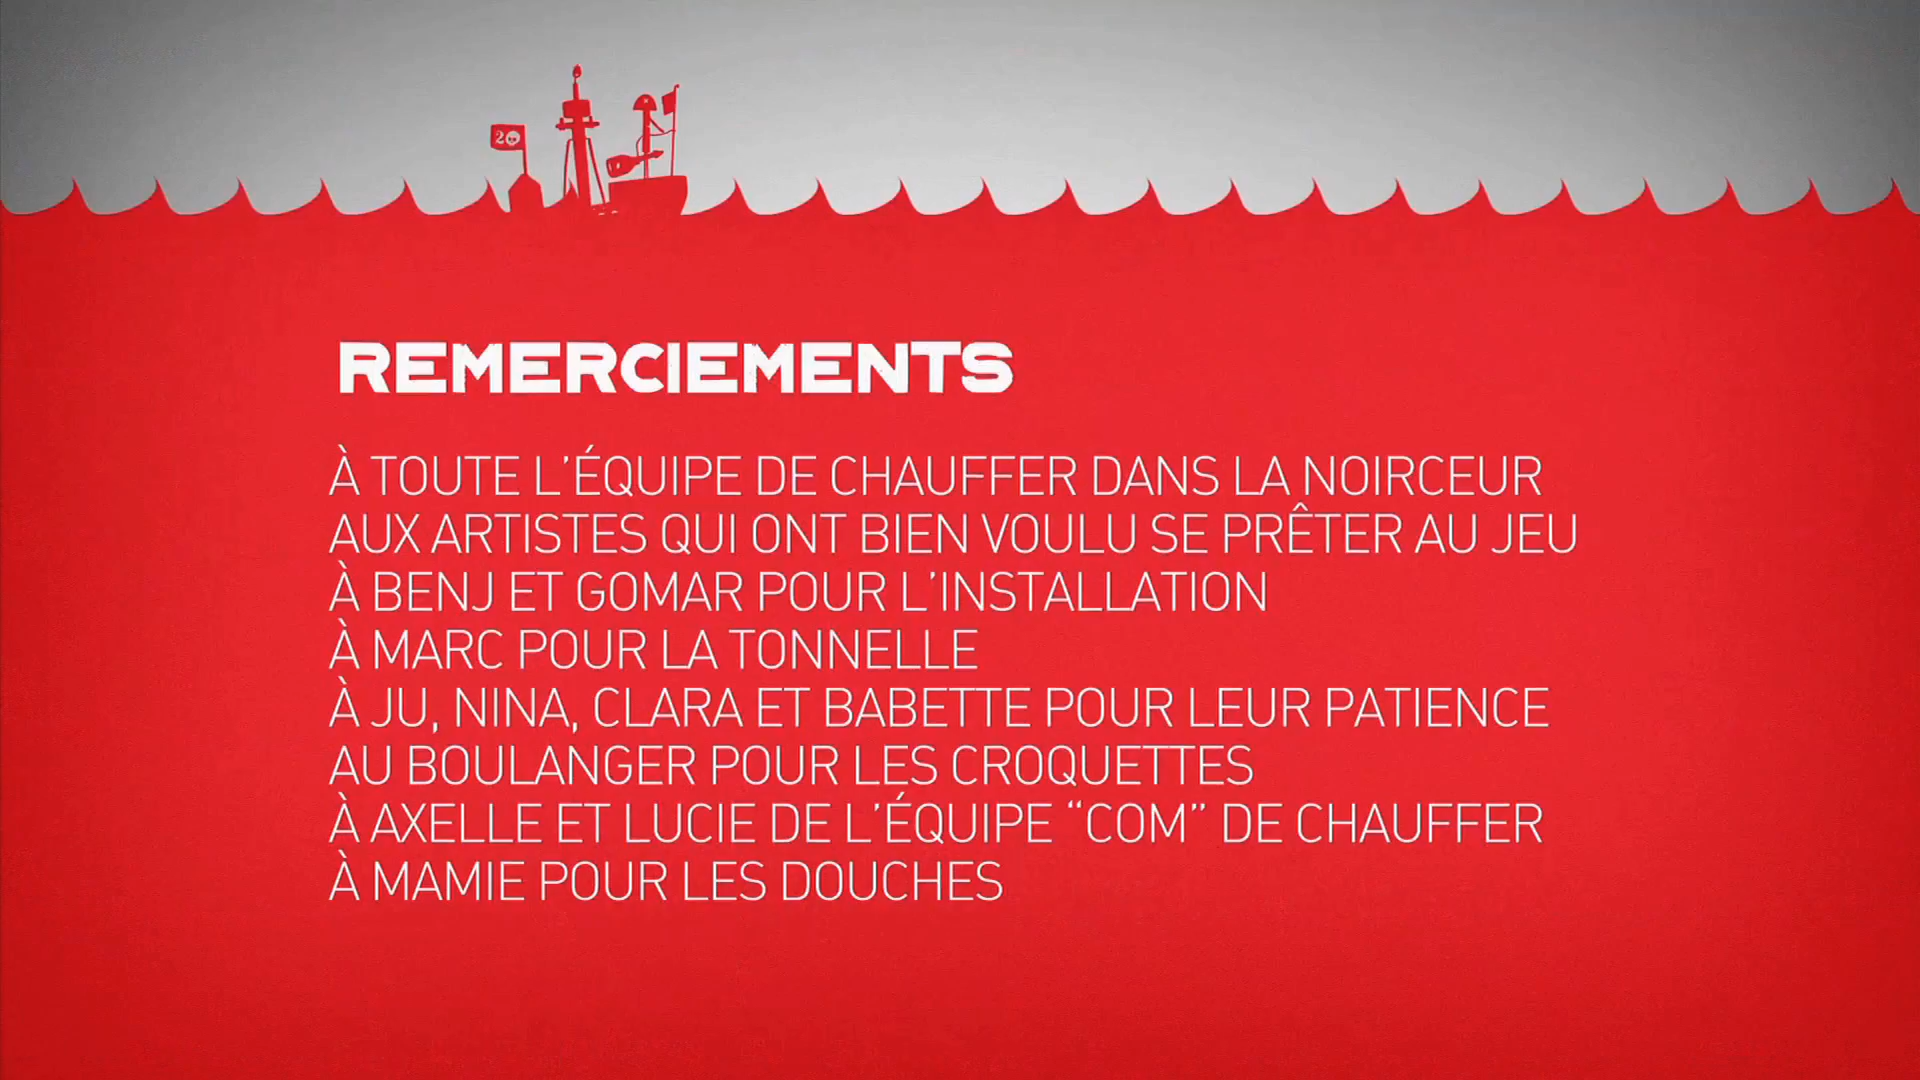 20
REMERCIEMENTS
À TOUTE L’ÉQUIPE DE CHAUFFER DANS LA NOIRCEUR
AUX ARTISTES QUI ONT BIEN VOULU SE PRÊTER AU JEU
À BENJ ET GOMAR POUR L’INSTALLATION
À MARC POUR LA TONNELLE
À JU, NINA, CLARA ET BABETTE POUR LEUR PATIENCE
AU BOULANGER POUR LES CROQUETTES
À AXELLE ET LUCIE DE L’ÉQUIPE “COM” DE CHAUFFER
À MAMIE POUR LES DOUCHES